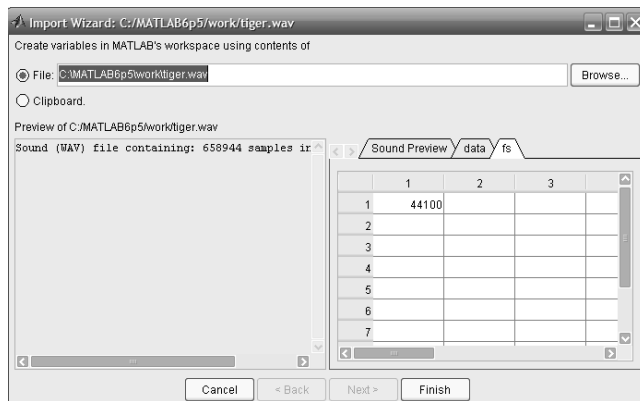 Import Wizard: C:/MATLAB6p5/work/tiger.wav
Create variables in MATLAB's workspace using contents of
File: C:\MATLAB6p5\work\tiger.wav Browse...
Clipboard.
Preview of C:/MATLAB6p5/work/tiger.wav
Sound (WAV) file containing: 658944 samples in
Sound Preview data fs
1 2 3
1 44100
2
3
4
5
6
7
Cancel < Back Next > Finish